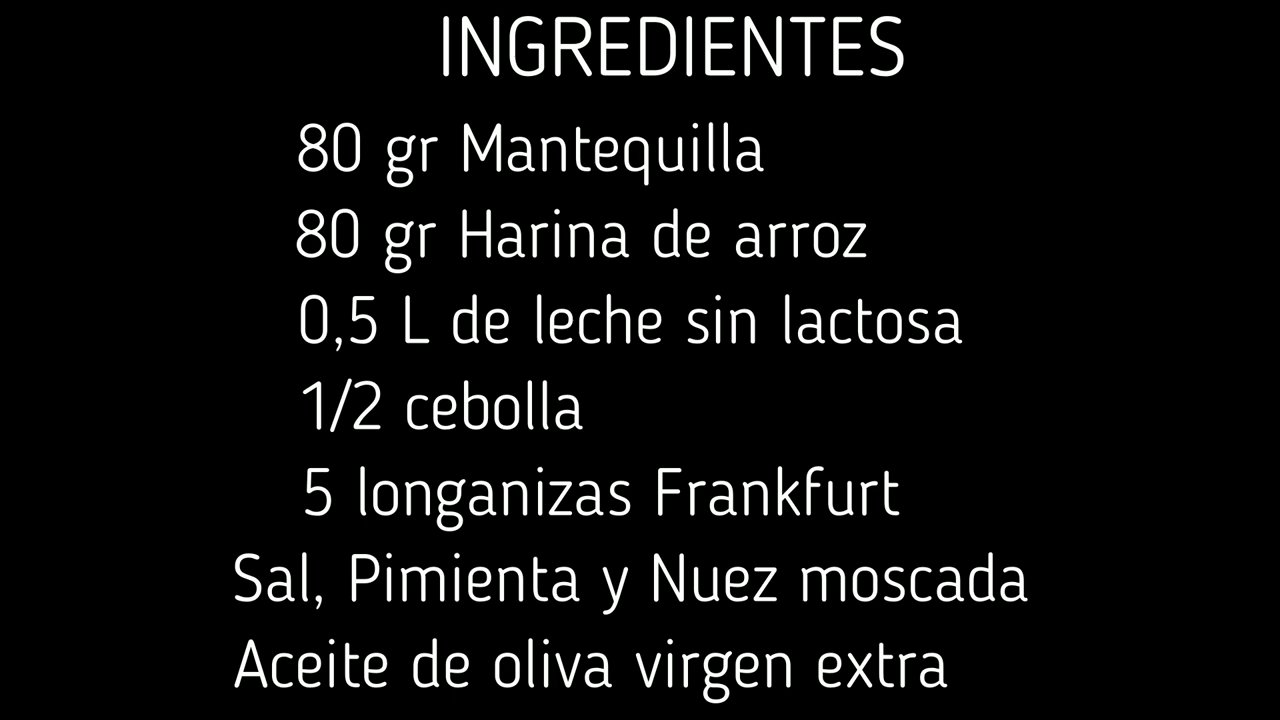 INGREDIENTES
80 gr Mantequilla
80 gr Harina de arroz
0,5 L de leche sin lactosa
1/2 cebolla
5 longanizas Frankfurt
Sal, Pimienta y Nuez moscada
Aceite de oliva virgen extra